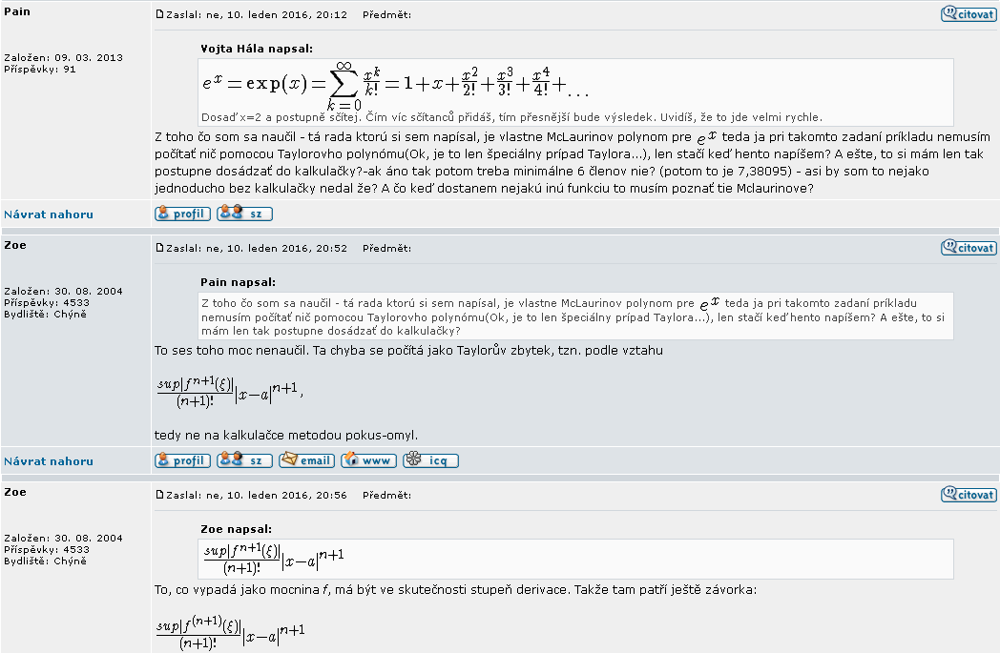 Pain
Zaslal: ne, 10. leden 2016, 20:12 Předmět:
citovat
Založen: 09. 03. 2013
Příspěvky: 91
Vojta Hála napsal:
e^x = exp(x) = ∑_{k=0}^{∞} x^k/k! = 1 + x + x^2/2! + x^3/3! + x^4/4! + ...
Dosaď x=2 a postupně sčítej. Čím víc sčítanců přidáš, tím přesnější bude výsledek. Uvidíš, že to jde velmi rychle.
Z toho čo som sa naučil - tá rada ktorú si sem napísal, je vlastne McLaurinov polynom pre e^x teda ja pri takomto zadaní príkladu nemusím
počítať nič pomocou Taylorovho polynómu(Ok, je to len špeciálny prípad Taylora...), len stačí keď hento napíšem? A ešte, to si mám len tak
postupne dosádzať do kalkulačky?-ak áno tak potom treba minimálne 6 členov nie? (potom to je 7,38095) - asi by som to nejako
jednoducho bez kalkulačky nedal že? A čo keď dostanem nejakú inú funkciu to musím poznať tie Mclaurinove?
Návrat nahoru
profil sz
Zoe
Zaslal: ne, 10. leden 2016, 20:52 Předmět:
citovat
Založen: 30. 08. 2004
Příspěvky: 4533
Bydliště: Chýně
Pain napsal:
Z toho čo som sa naučil - tá rada ktorú si sem napísal, je vlastne McLaurinov polynom pre e^x teda ja pri takomto zadaní príkladu
nemusím počítať nič pomocou Taylorovho polynómu(Ok, je to len špeciálny prípad Taylora...), len stačí keď hento napíšem? A ešte, to si
mám len tak postupne dosádzať do kalkulačky?
To ses toho moc nenaučil. Ta chyba se počítá jako Taylorův zbytek, tzn. podle vztahu
sup|f^{n+1}(ξ)|/(n+1)! |x−a|^{n+1},
tedy ne na kalkulačce metodou pokus-omyl.
Návrat nahoru
profil sz email www icq
Zoe
Zaslal: ne, 10. leden 2016, 20:56 Předmět:
citovat
Založen: 30. 08. 2004
Příspěvky: 4533
Bydliště: Chýně
Zoe napsal:
sup|f^{n+1}(ξ)|/(n+1)! |x−a|^{n+1}
To, co vypadá jako mocnina f, má být ve skutečnosti stupeň derivace. Takže tam patří ještě závorka:
sup|f^{(n+1)}(ξ)|/(n+1)! |x−a|^{n+1}